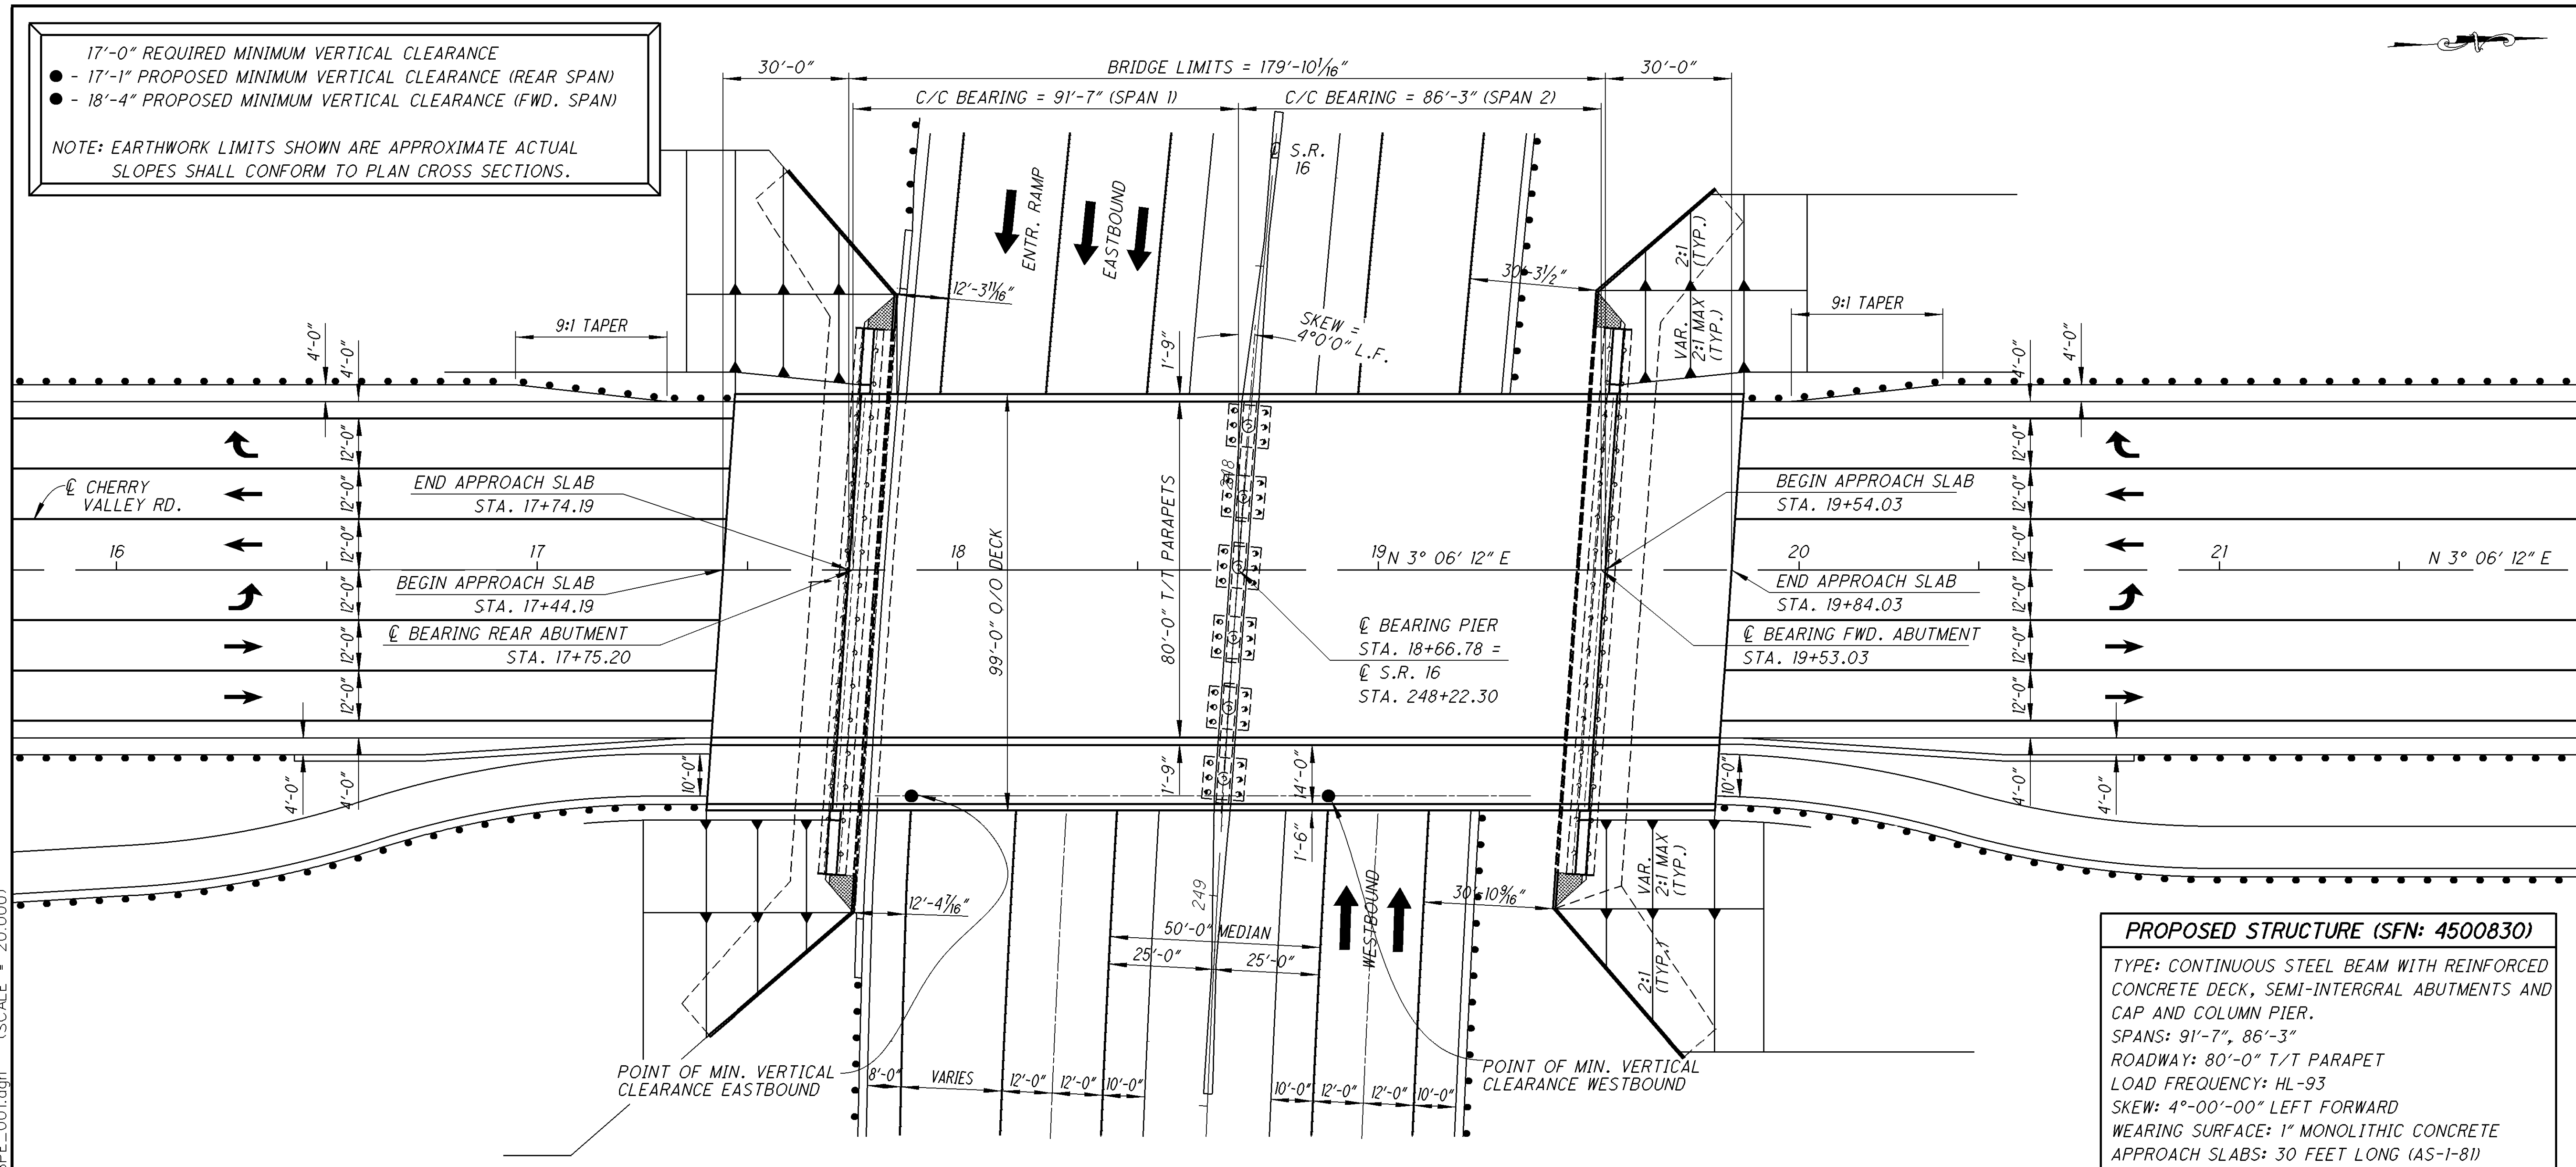 17'-0" REQUIRED MINIMUM VERTICAL CLEARANCE
● - 17'-1" PROPOSED MINIMUM VERTICAL CLEARANCE (REAR SPAN)
● - 18'-4" PROPOSED MINIMUM VERTICAL CLEARANCE (FWD. SPAN)
NOTE: EARTHWORK LIMITS SHOWN ARE APPROXIMATE ACTUAL
SLOPES SHALL CONFORM TO PLAN CROSS SECTIONS.
30'-0"
BRIDGE LIMITS = 179'-10 1/16"
30'-0"
C/C BEARING = 91'-7" (SPAN 1)
C/C BEARING = 86'-3" (SPAN 2)
℄ S.R.
16
ENTR. RAMP
EASTBOUND
12'-3 11/16"
30'-3 1/2"
SKEW =
4°0'0" L.F.
2:1
(TYP.)
VAR.
2:1 MAX
(TYP.)
9:1 TAPER
9:1 TAPER
4'-0"
4'-0"
1'-9"
4'-0"
4'-0"
12'-0"
12'-0"
12'-0"
12'-0"
12'-0"
12'-0"
℄ CHERRY
VALLEY RD.
END APPROACH SLAB
STA. 17+74.19
BEGIN APPROACH SLAB
STA. 17+44.19
℄ BEARING REAR ABUTMENT
STA. 17+75.20
99'-0" O/O DECK
80'-0" T/T PARAPETS
248
BEGIN APPROACH SLAB
STA. 19+54.03
END APPROACH SLAB
STA. 19+84.03
℄ BEARING FWD. ABUTMENT
STA. 19+53.03
℄ BEARING PIER
STA. 18+66.78 =
℄ S.R. 16
STA. 248+22.30
12'-0"
12'-0"
12'-0"
12'-0"
12'-0"
12'-0"
16
17
18
19
N 3° 06' 12" E
20
21
N 3° 06' 12" E
4'-0"
4'-0"
10'-0"
1'-9"
14'-0"
1'-6"
10'-0"
4'-0"
4'-0"
12'-4 7/16"
249
50'-0" MEDIAN
25'-0"
25'-0"
WESTBOUND
30'-10 9/16"
VAR.
2:1 MAX
(TYP.)
2:1
(TYP.)
POINT OF MIN. VERTICAL
CLEARANCE EASTBOUND
POINT OF MIN. VERTICAL
CLEARANCE WESTBOUND
8'-0"
VARIES
12'-0"
12'-0"
10'-0"
10'-0"
12'-0"
12'-0"
10'-0"
PROPOSED STRUCTURE (SFN: 4500830)
TYPE: CONTINUOUS STEEL BEAM WITH REINFORCED
CONCRETE DECK, SEMI-INTERGRAL ABUTMENTS AND
CAP AND COLUMN PIER.
SPANS: 91'-7", 86'-3"
ROADWAY: 80'-0" T/T PARAPET
LOAD FREQUENCY: HL-93
SKEW: 4°-00'-00" LEFT FORWARD
WEARING SURFACE: 1" MONOLITHIC CONCRETE
APPROACH SLABS: 30 FEET LONG (AS-1-81)